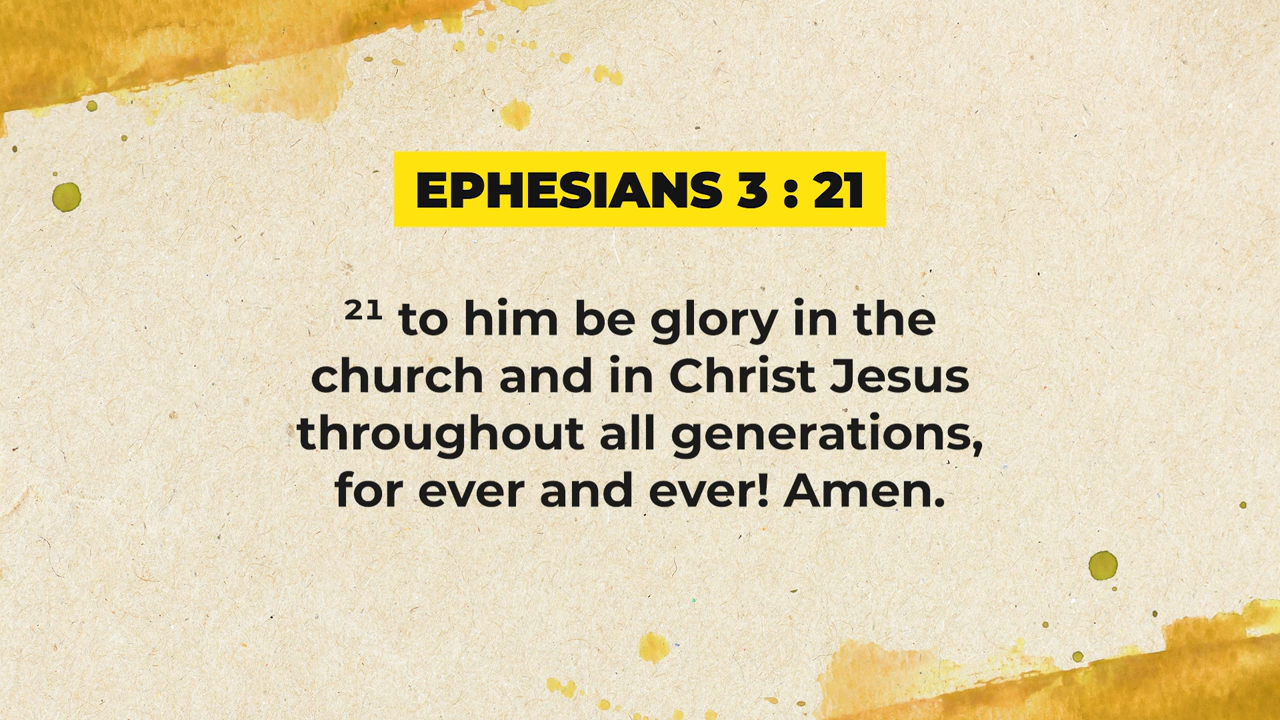 EPHESIANS 3 : 21
²¹ to him be glory in the
church and in Christ Jesus
throughout all generations,
for ever and ever! Amen.